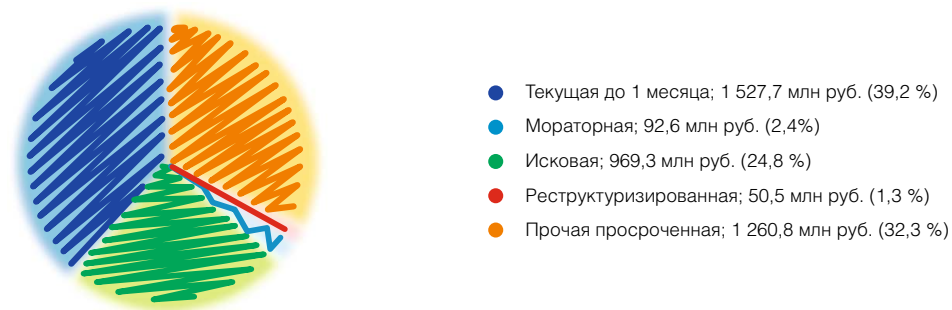 Текущая до 1 месяца; 1 527,7 млн руб. (39,2 %)
Мораторная; 92,6 млн руб. (2,4%)
Исковая; 969,3 млн руб. (24,8 %)
Реструктуризированная; 50,5 млн руб. (1,3 %)
Прочая просроченная; 1 260,8 млн руб. (32,3 %)